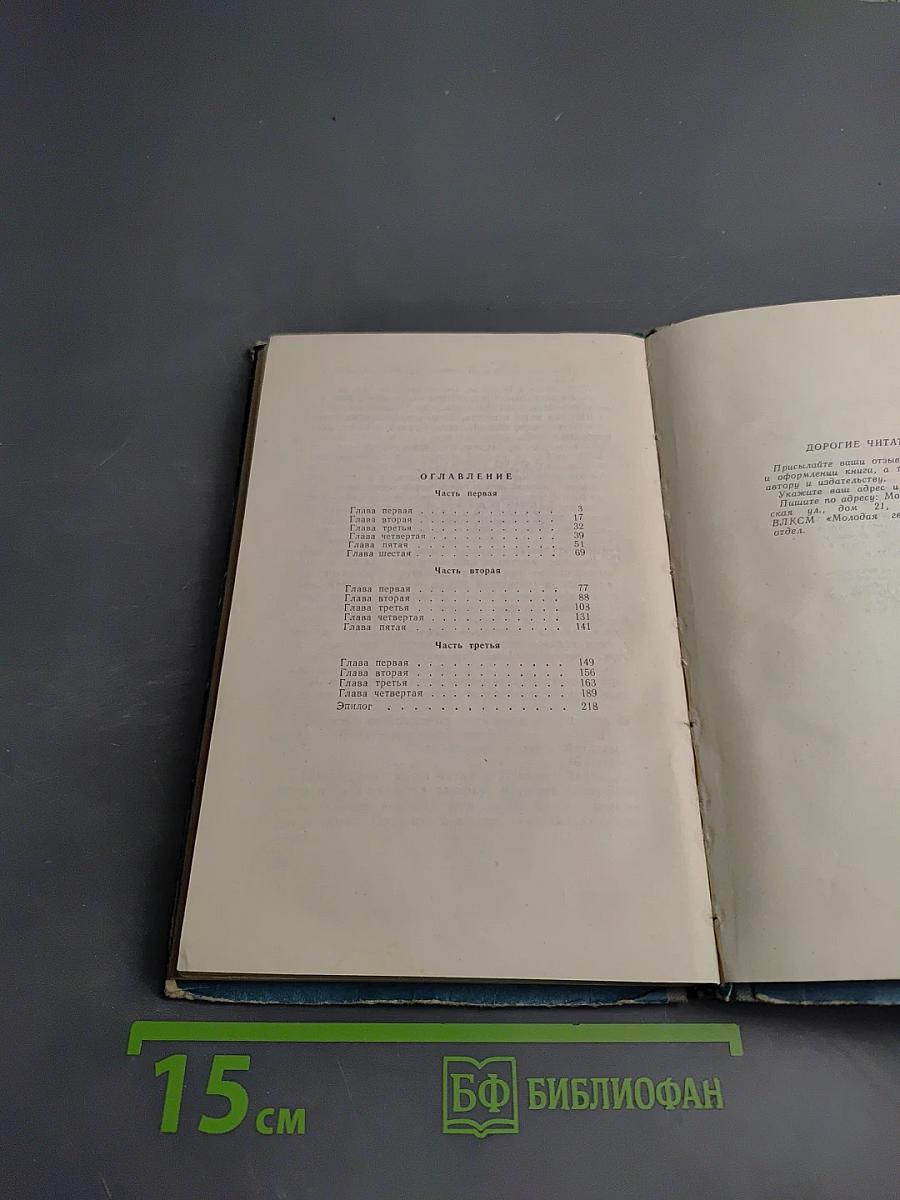 ОГЛАВЛЕНИЕ
Часть первая
Глава первая . . . . . . . . . . . 3
Глава вторая . . . . . . . . . . . 17
Глава третья . . . . . . . . . . . 32
Глава четвертая . . . . . . . . . . 39
Глава пятая . . . . . . . . . . . 51
Глава шестая . . . . . . . . . . . 69
Часть вторая
Глава первая . . . . . . . . . . . 77
Глава вторая . . . . . . . . . . . 88
Глава третья . . . . . . . . . . . 103
Глава четвертая . . . . . . . . . . 131
Глава пятая . . . . . . . . . . . 141
Часть третья
Глава первая . . . . . . . . . . . 149
Глава вторая . . . . . . . . . . . 156
Глава третья . . . . . . . . . . . 163
Глава четвертая . . . . . . . . . . 189
Эпилог . . . . . . . . . . . . . 218
ДОРОГИЕ ЧИТАТ
Присылайте ваши отзыв
и оформлении книги, а т
автору и издательству.
Укажите ваш адрес и
Пишите по адресу: Мо
ская ул., дом 21,
ВЛКСМ «Молодая гв
отдел.
15 см
БФ БИБЛИОФАН